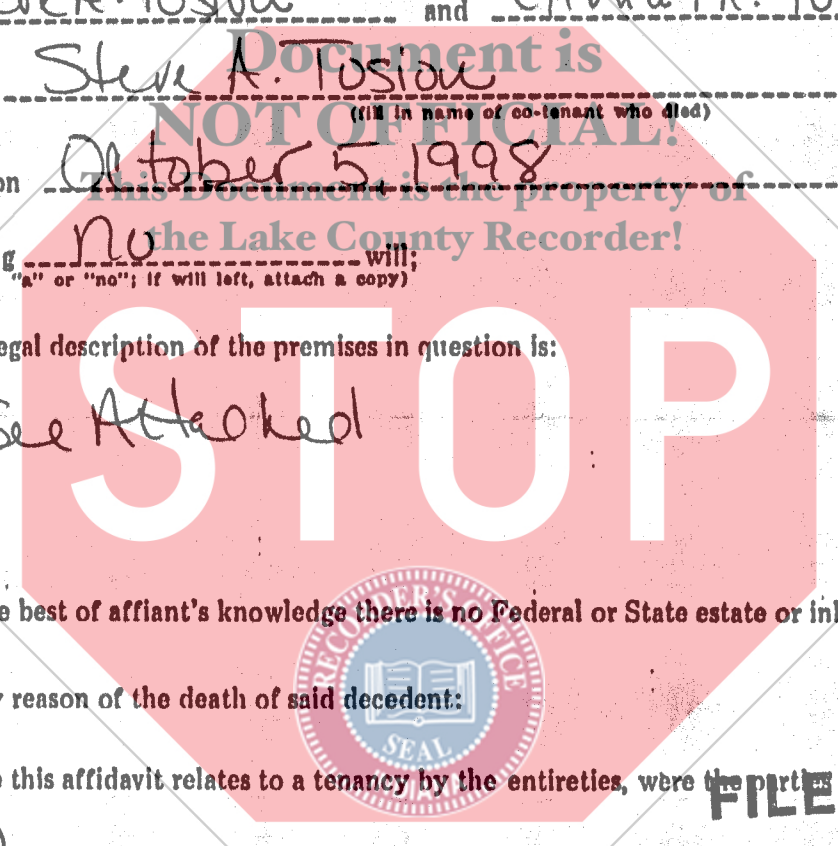 and
Document is
Steve A. Tosiou
(fill in name of co-tenant who died)
NOT OFFICIAL!
on October 5, 1998
This Document is the property of
the Lake County Recorder!
g no will;
"a" or "no"; if will left, attach a copy)
egal description of the premises in question is:
See Attached
STOP
e best of affiant's knowledge there is no Federal or State estate or inh
RECORDER'S OFFICE
y reason of the death of said decedent:
SEAL
e this affidavit relates to a tenancy by the entireties, were the parties
FILE